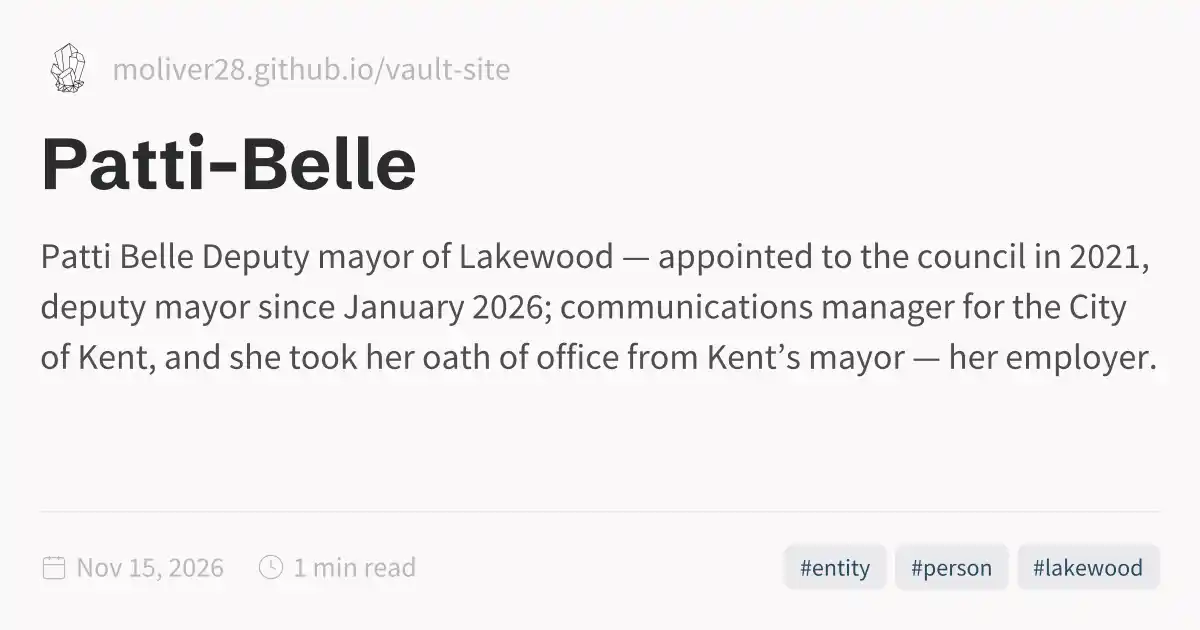 moliver28.github.io/vault-site
Patti-Belle
Patti Belle Deputy mayor of Lakewood — appointed to the council in 2021,
deputy mayor since January 2026; communications manager for the City
of Kent, and she took her oath of office from Kent’s mayor — her employer.
Nov 15, 2026 1 min read #entity #person #lakewood